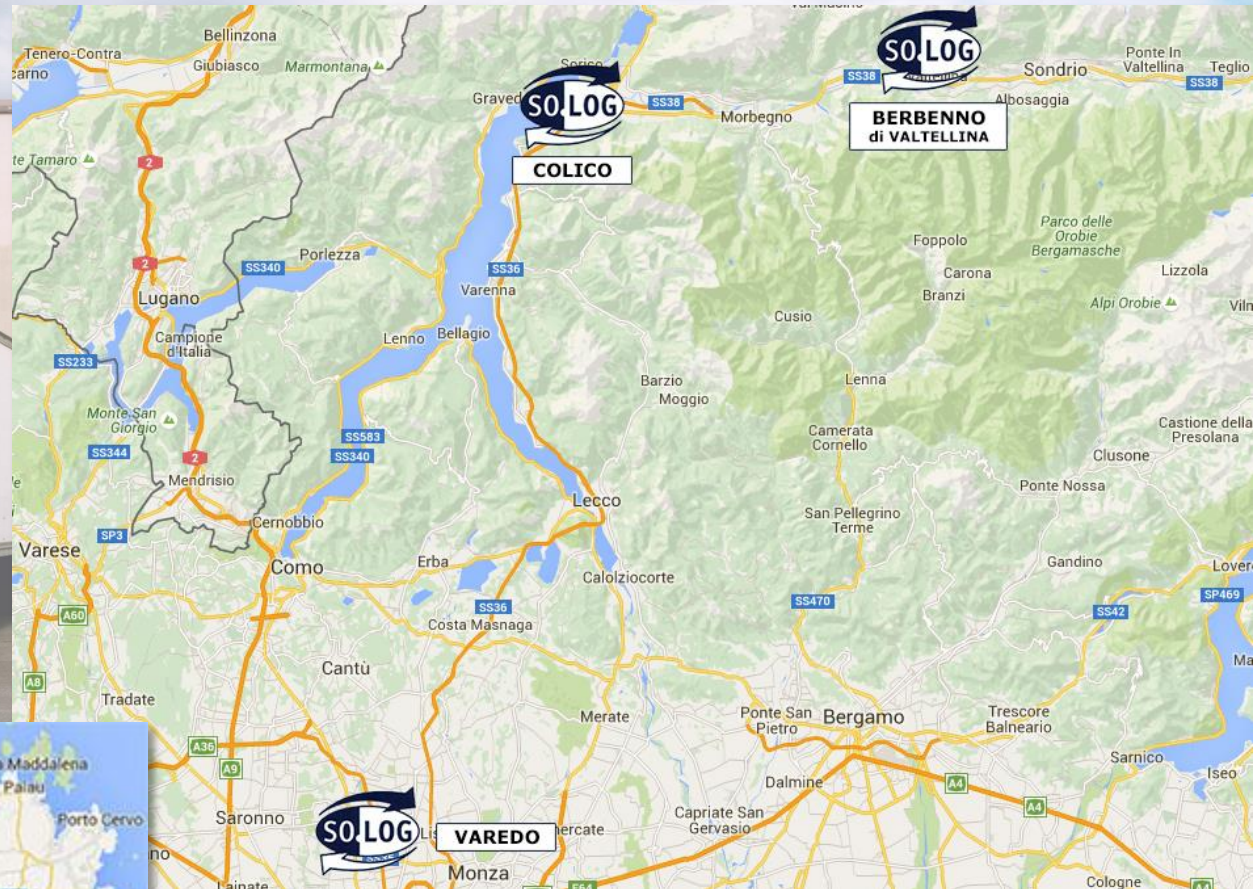 Bellinzona
Tenero-Contra
Giubiasco
Marmontana
SO.LOG
Ponte In
Valtellina
Teglio
Sondrio
SS38
SS38
Albosaggia
BERBENNO
di VALTELLINA
Sorico
SO.LOG
SS38
Morbegno
COLICO
2
Parco delle
Orobie
Bergamasche
Foppolo
Carona
Branzi
Lizzola
Alpi Orobie
Porlezza
SS340
2
Lugano
SS36
Varenna
Cusio
Campione
d'Italia
Lenno
Bellagio
SS233
Barzio
Moggio
Lenna
Monte San
Giorgio
SS583
SS340
Camerata
Cornello
Castione della
Presolana
SS344
2
Mendrisio
Clusone
Ponte Nossa
Lecco
San Pellegrino
Terme
Cernobbio
SP3
Varese
Como
Erba
Calolziocorte
Gandino
SP469
A60
SS36
Costa Masnaga
SS470
SS42
Cantù
A8
Tradate
Merate
Ponte San
Pietro
Bergamo
Trescore
Balneario
A36
A9
Sarnico
Iseo
Dalmine
A4
A4
Maddalena
Palau
Porto Cervo
Saronno
SO.LOG
VAREDO
Capriate San
Gervasio
Monza
Lainate
E64
Cologne
A4